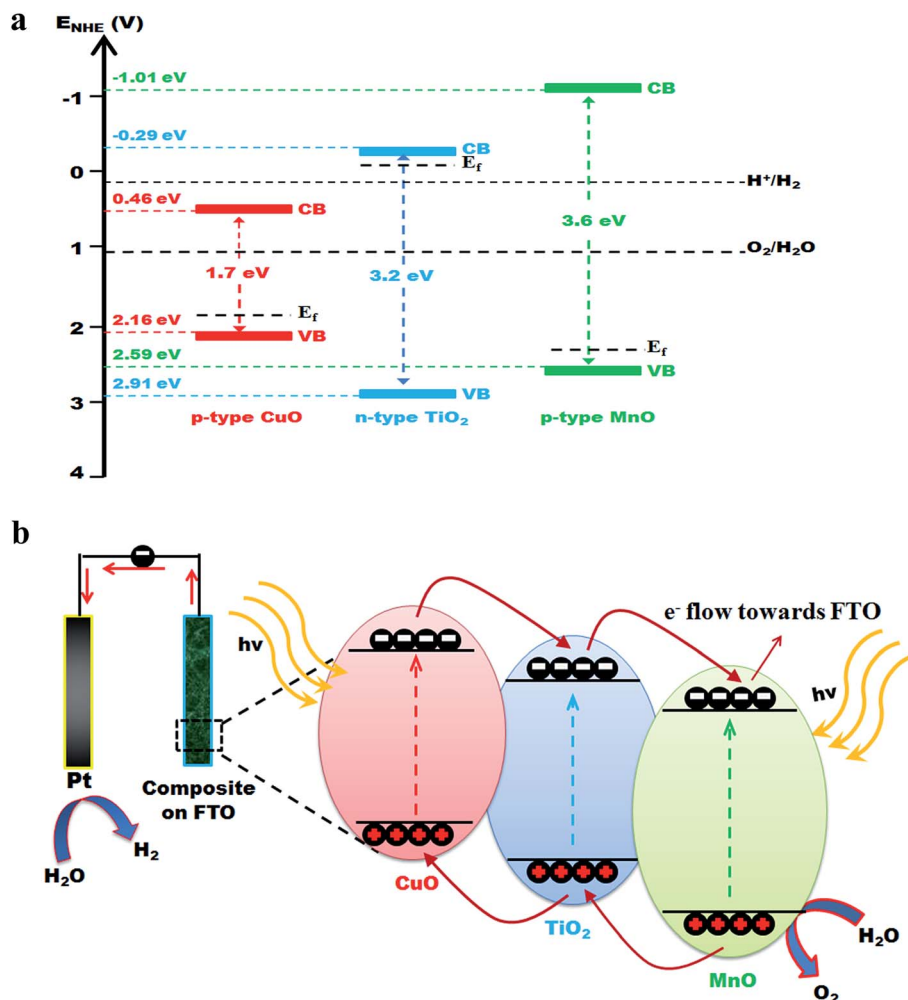 a
E_NHE (V)
-1.01 eV
CB
-1
-0.29 eV
CB
E_f
0
H⁺/H₂
0.46 eV
CB
3.6 eV
1
O₂/H₂O
1.7 eV
3.2 eV
E_f
2.16 eV
2
VB
E_f
2.59 eV
VB
2.91 eV
VB
3
p-type CuO
n-type TiO₂
p-type MnO
4
b
e⁻ flow towards FTO
hν
hν
Pt
Composite
on FTO
H₂
H₂O
CuO
TiO₂
MnO
H₂O
O₂